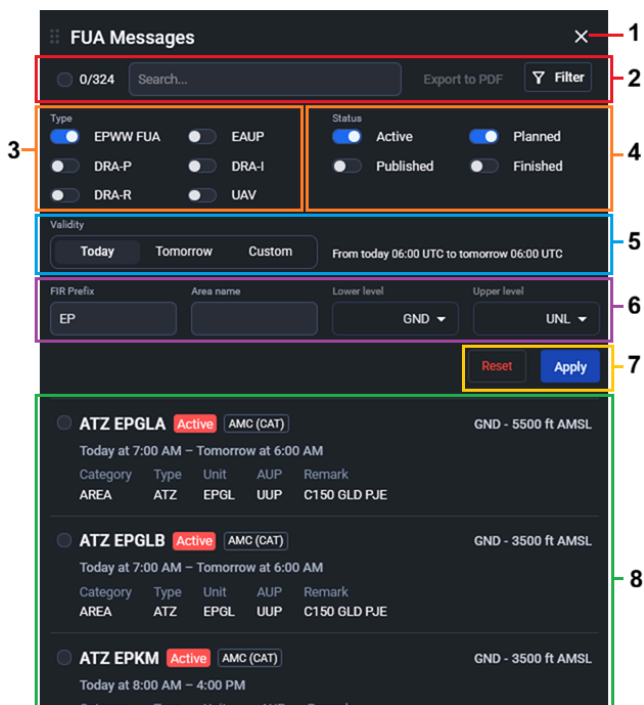 FUA Messages
1
0/324 Search... Export to PDF Filter
2
Type
Status
EPWW FUA EAUP Active Planned
3
DRA-P DRA-I Published Finished
4
DRA-R UAV
Validity
Today Tomorrow Custom From today 06:00 UTC to tomorrow 06:00 UTC
5
FIR Prefix Area name Lower level Upper level
EP GND UNL
6
Reset Apply
7
ATZ EPGLA Active AMC (CAT) GND - 5500 ft AMSL
Today at 7:00 AM – Tomorrow at 6:00 AM
Category Type Unit AUP Remark
AREA ATZ EPGL UUP C150 GLD PJE
ATZ EPGLB Active AMC (CAT) GND - 3500 ft AMSL
Today at 7:00 AM – Tomorrow at 6:00 AM
8
Category Type Unit AUP Remark
AREA ATZ EPGL UUP C150 GLD PJE
ATZ EPKM Active AMC (CAT) GND - 3500 ft AMSL
Today at 8:00 AM – 4:00 PM